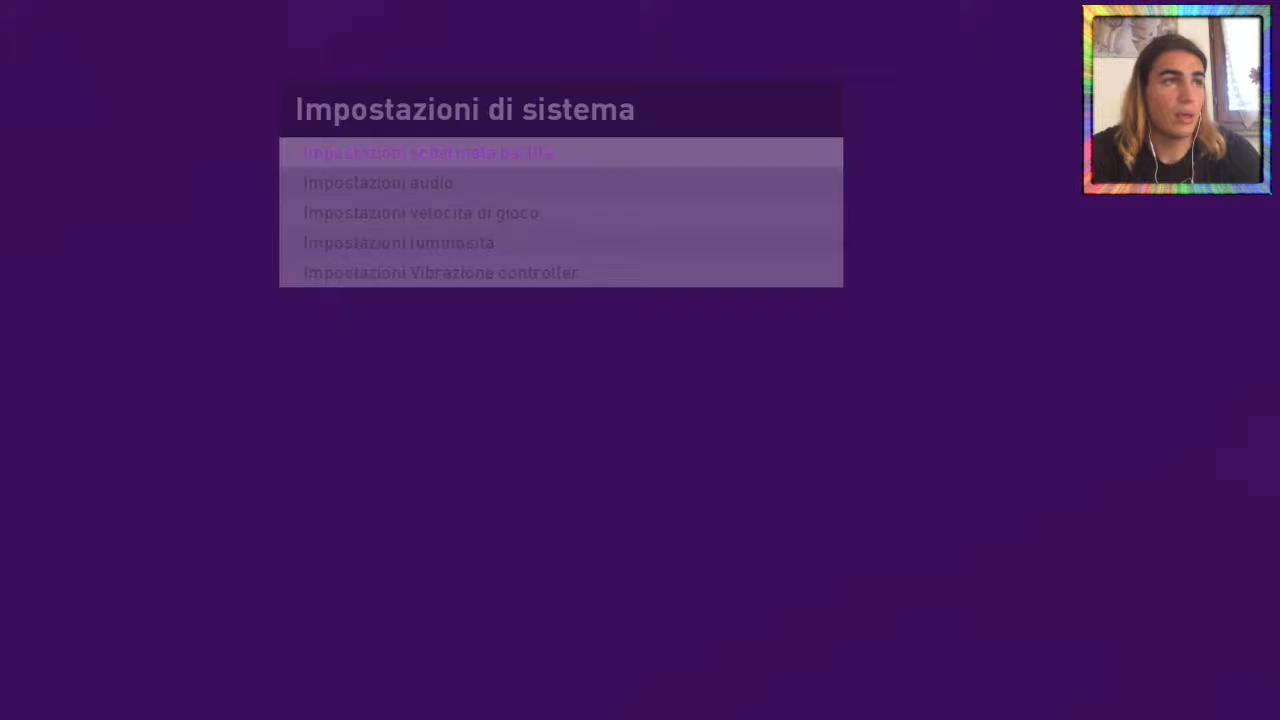 Impostazioni di sistema
Impostazioni schermata partita
Impostazioni audio
Impostazioni velocità di gioco
Impostazioni luminosità
Impostazioni Vibrazione controller